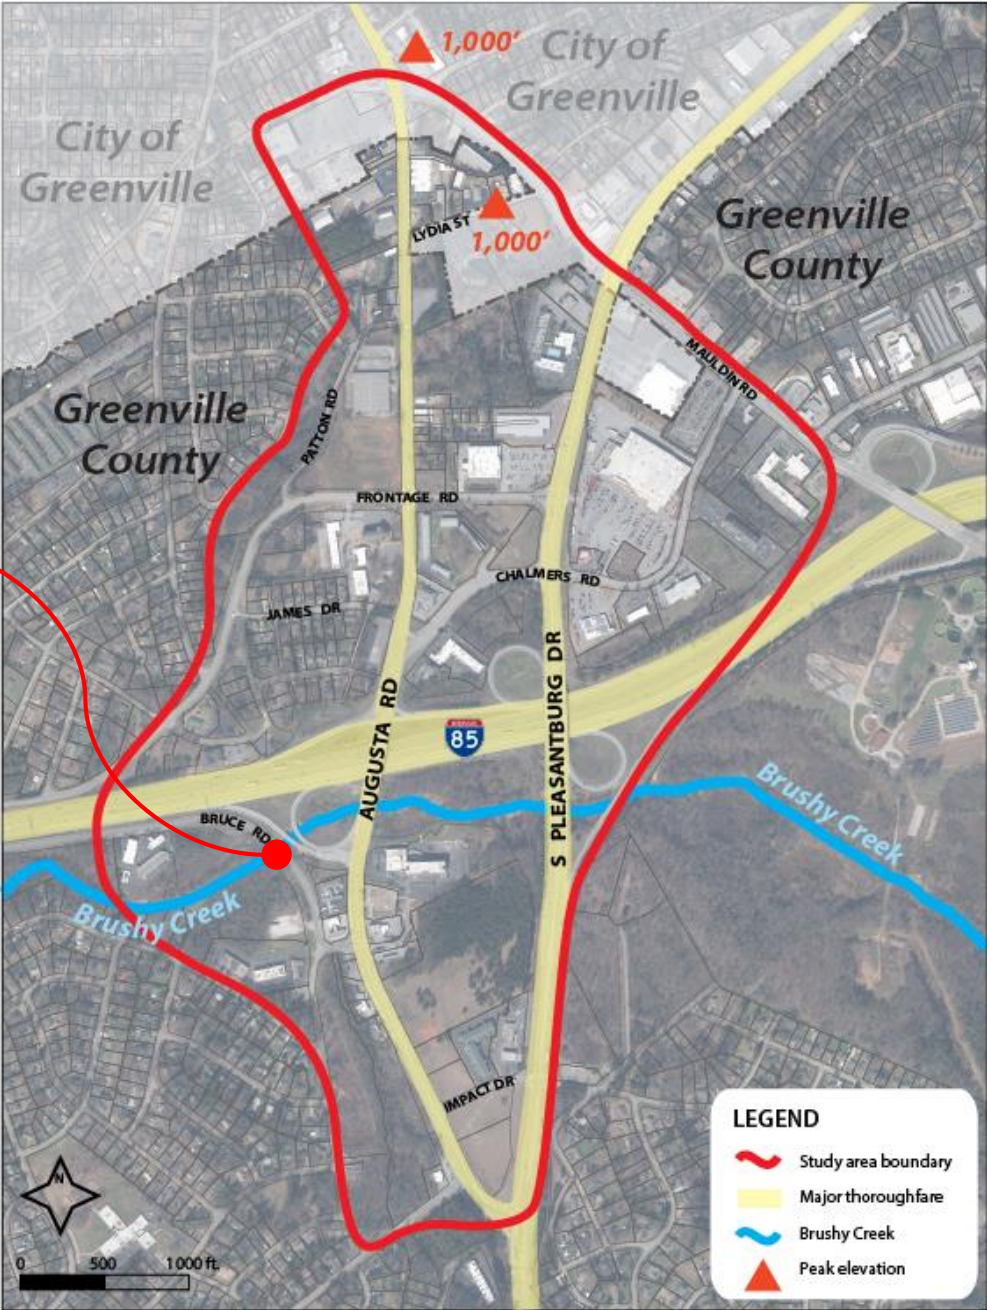 1,000'
City of
Greenville
City of
Greenville
LYDIA ST
1,000'
Greenville
County
MAULDIN RD
Greenville
County
PATTON RD
FRONTAGE RD
CHALMERS RD
JAMES DR
S PLEASANTBURG DR
AUGUSTA RD
85
Brushy Creek
BRUCE RD
Brushy Creek
IMPACT DR
LEGEND
Study area boundary
Major thoroughfare
Brushy Creek
Peak elevation
N
0 500 1000 ft.